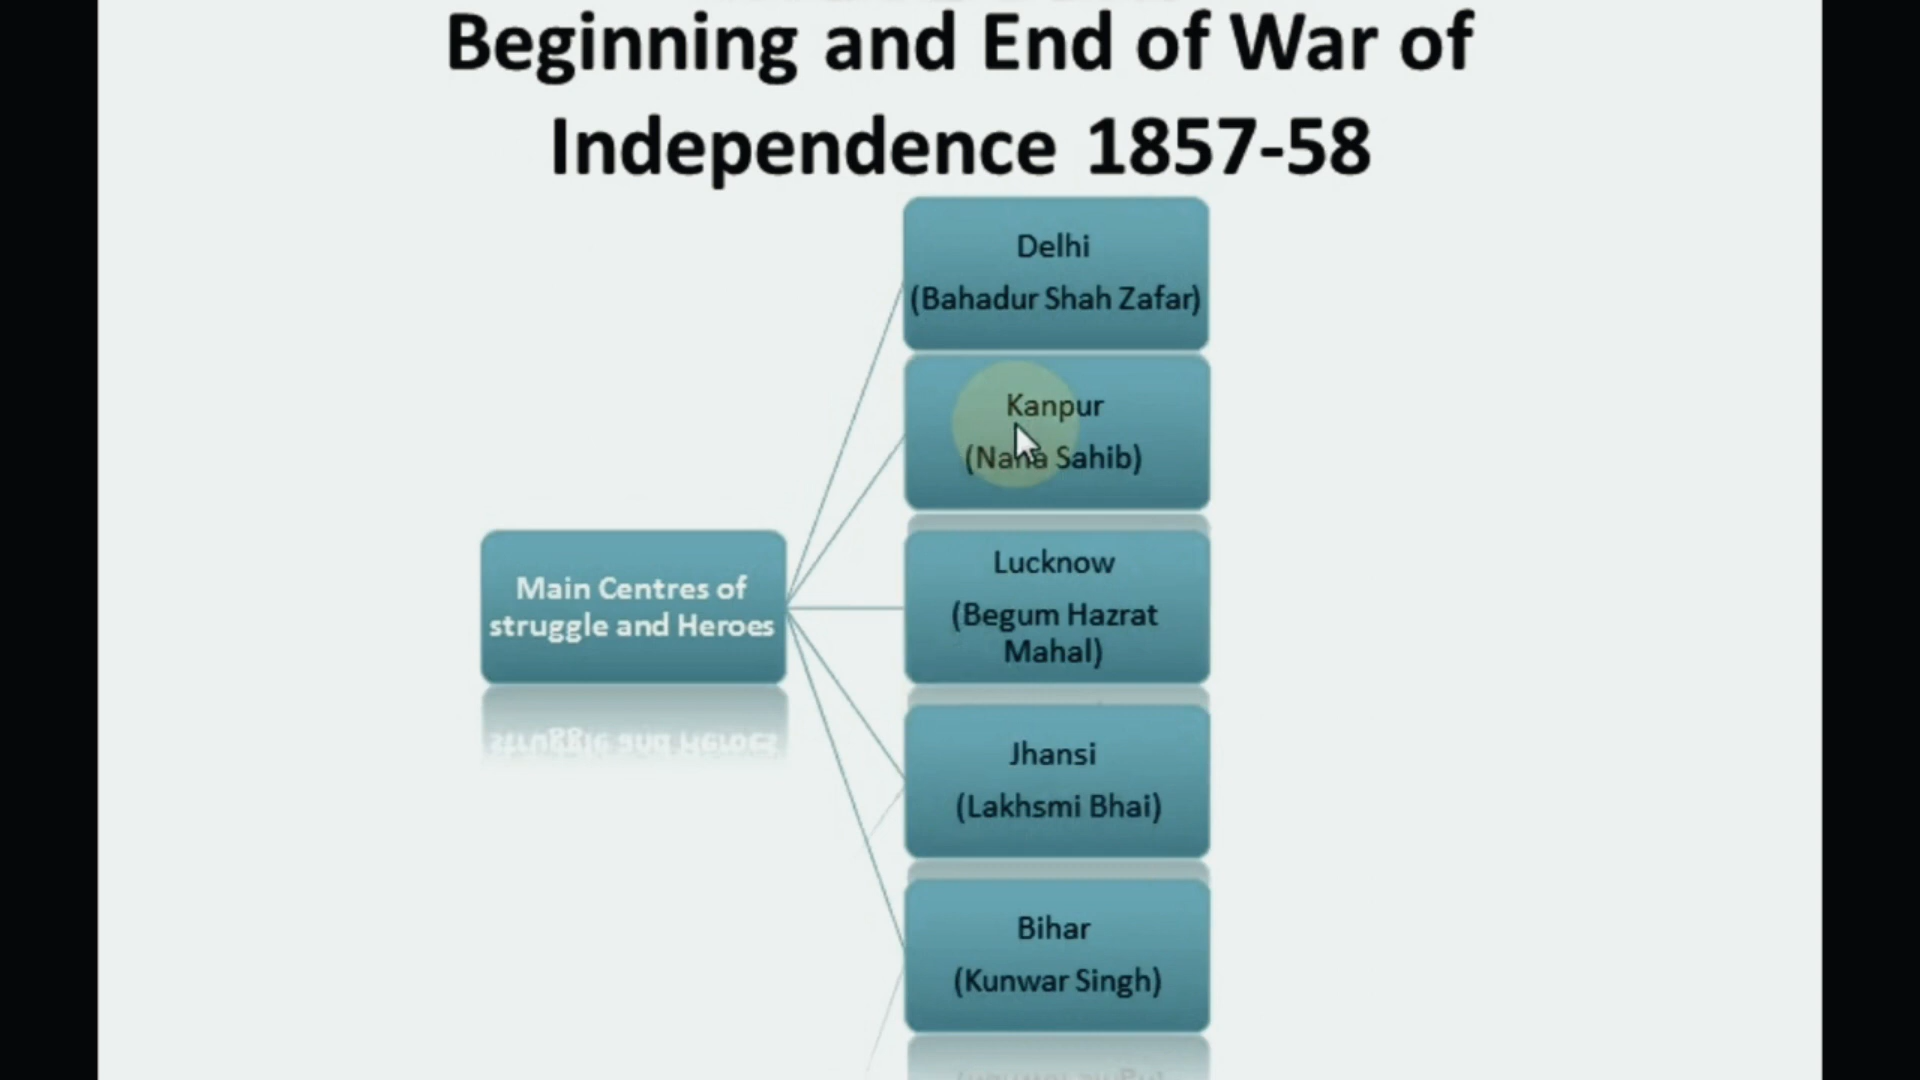 Beginning and End of War of
Independence 1857-58
Delhi
(Bahadur Shah Zafar)
Kanpur
(Nana Sahib)
Main Centres of
struggle and Heroes
Lucknow
(Begum Hazrat
Mahal)
Jhansi
(Lakhsmi Bhai)
Bihar
(Kunwar Singh)